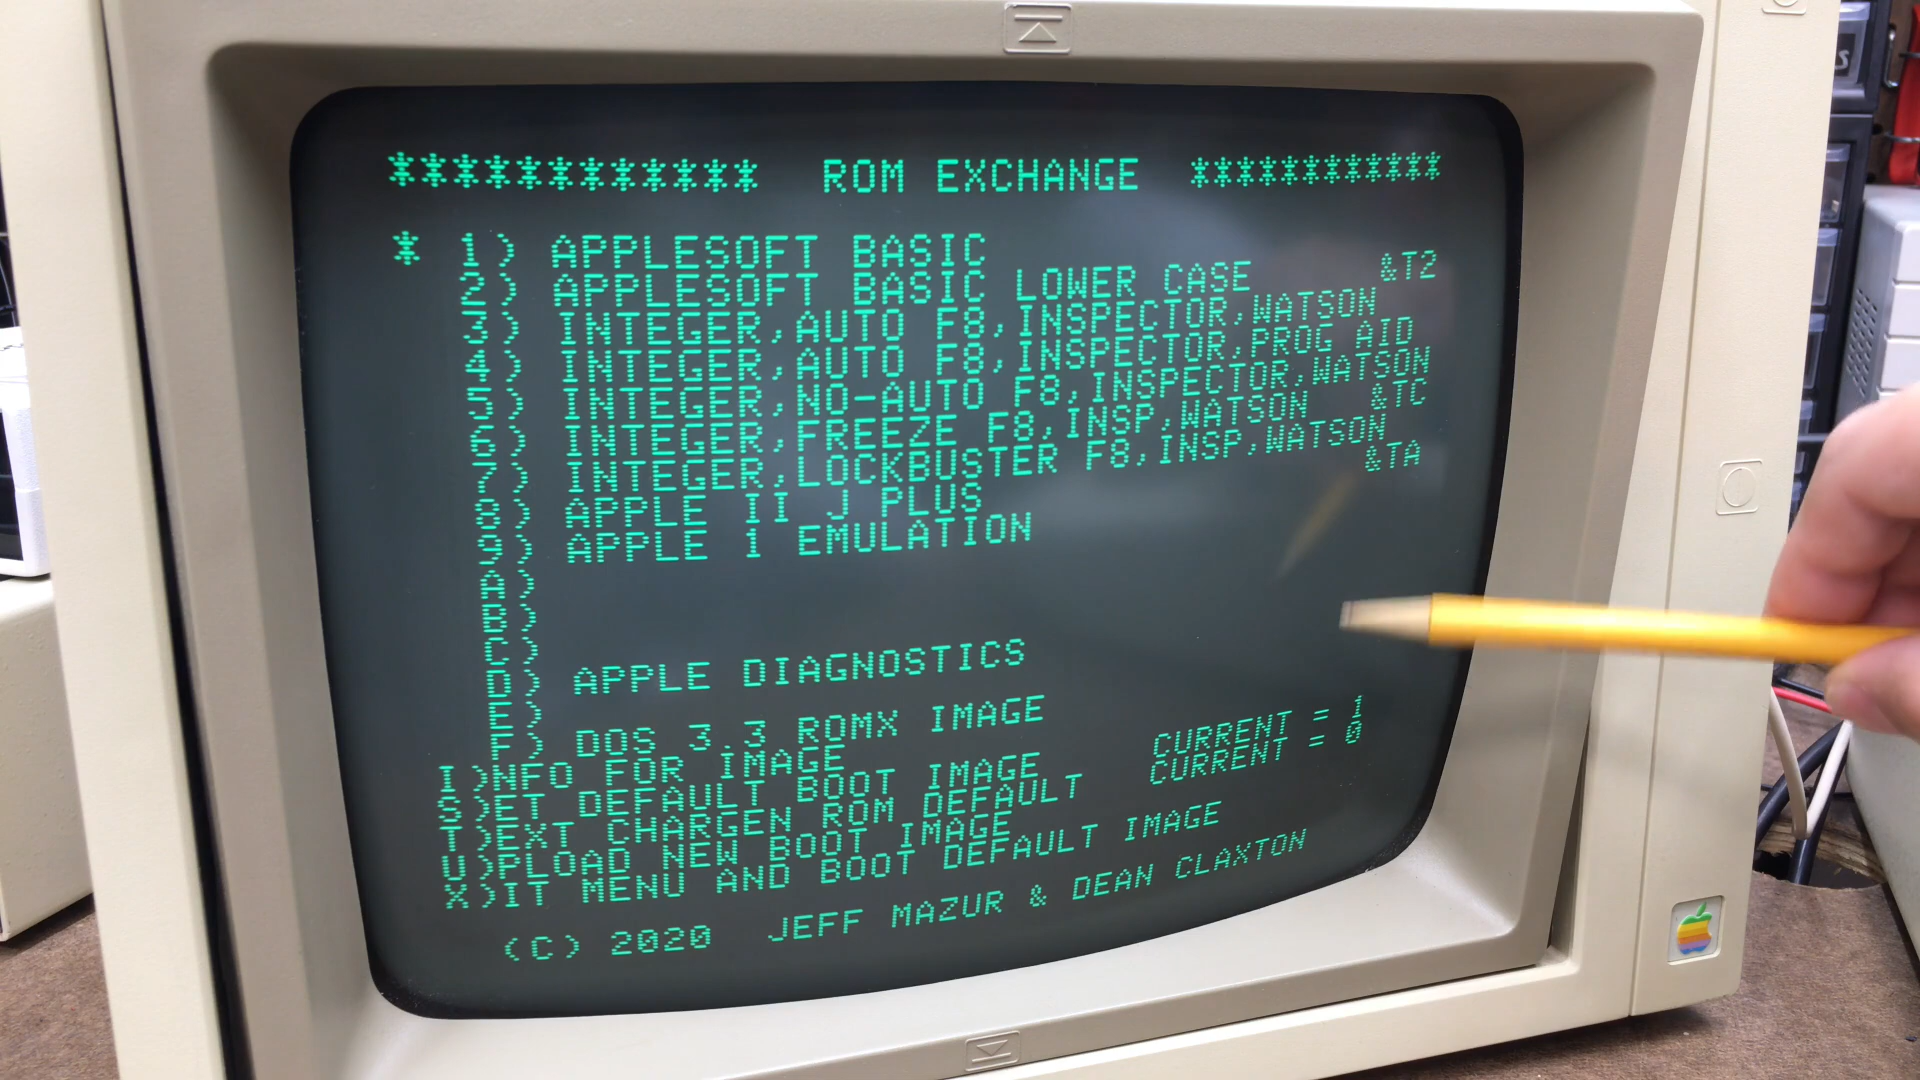 ************ ROM EXCHANGE ************
* 1) APPLESOFT BASIC
2) APPLESOFT BASIC LOWER CASE &T2
3) INTEGER,AUTO F8,INSPECTOR,WATSON
4) INTEGER,AUTO F8,INSPECTOR,PROG AID
5) INTEGER,NO-AUTO F8,INSPECTOR,WATSON
6) INTEGER,FREEZE F8,INSP,WATSON &TC
7) INTEGER,LOCKBUSTER F8,INSP,WATSON
8) APPLE II J PLUS &TA
9) APPLE 1 EMULATION
A)
B)
C)
D) APPLE DIAGNOSTICS
E)
F) DOS 3.3 ROMX IMAGE
I)NFO FOR IMAGE
S)ET DEFAULT BOOT IMAGE CURRENT = 1
T)EXT CHARGEN ROM DEFAULT CURRENT = 0
U)PLOAD NEW BOOT IMAGE
X)IT MENU AND BOOT DEFAULT IMAGE
(C) 2020 JEFF MAZUR & DEAN CLAXTON